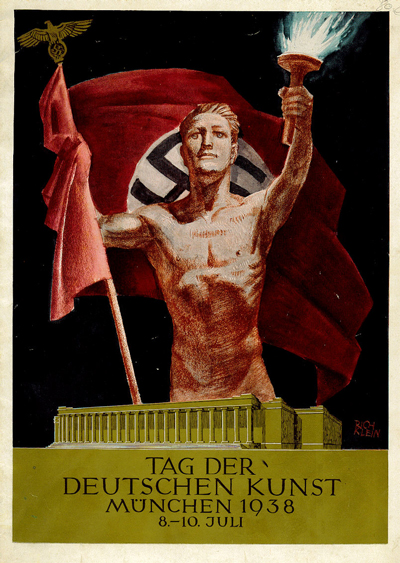 RICH
KLEIN
TAG DER
DEUTSCHEN KUNST
MÜNCHEN 1938
8.–10. JULI